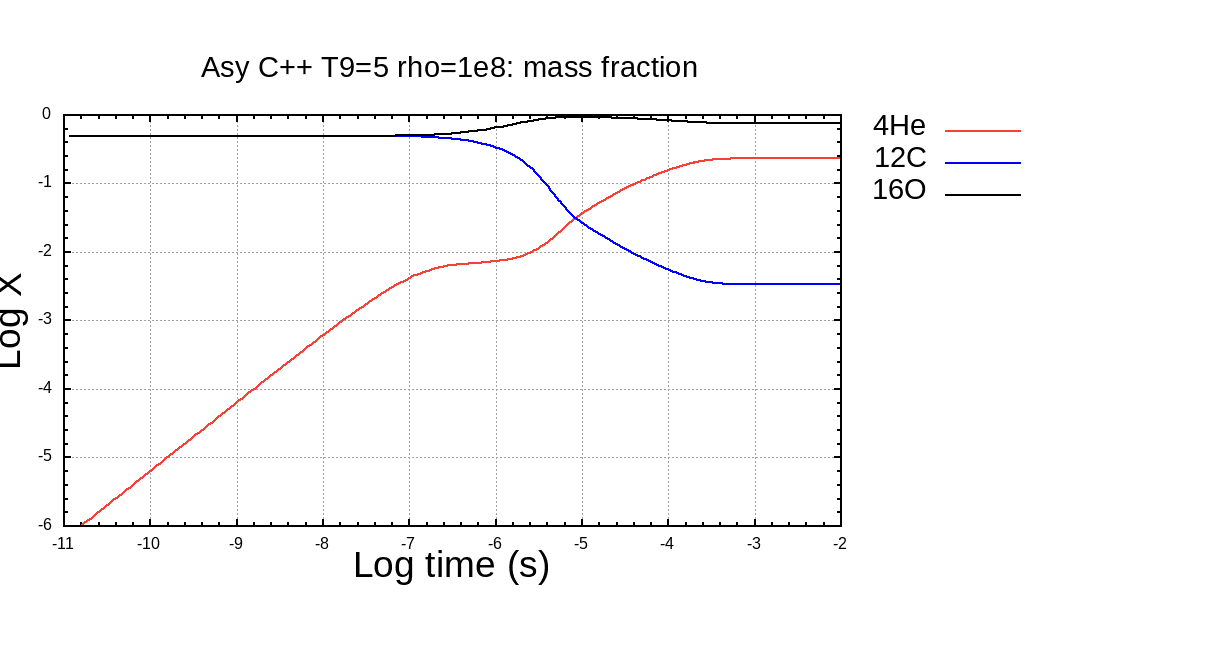 Asy C++ T9=5 rho=1e8: mass fraction
0
-1
-2
-3
-4
-5
-6
Log X
-11 -10 -9 -8 -7 -6 -5 -4 -3 -2
Log time (s)
4He
12C
16O